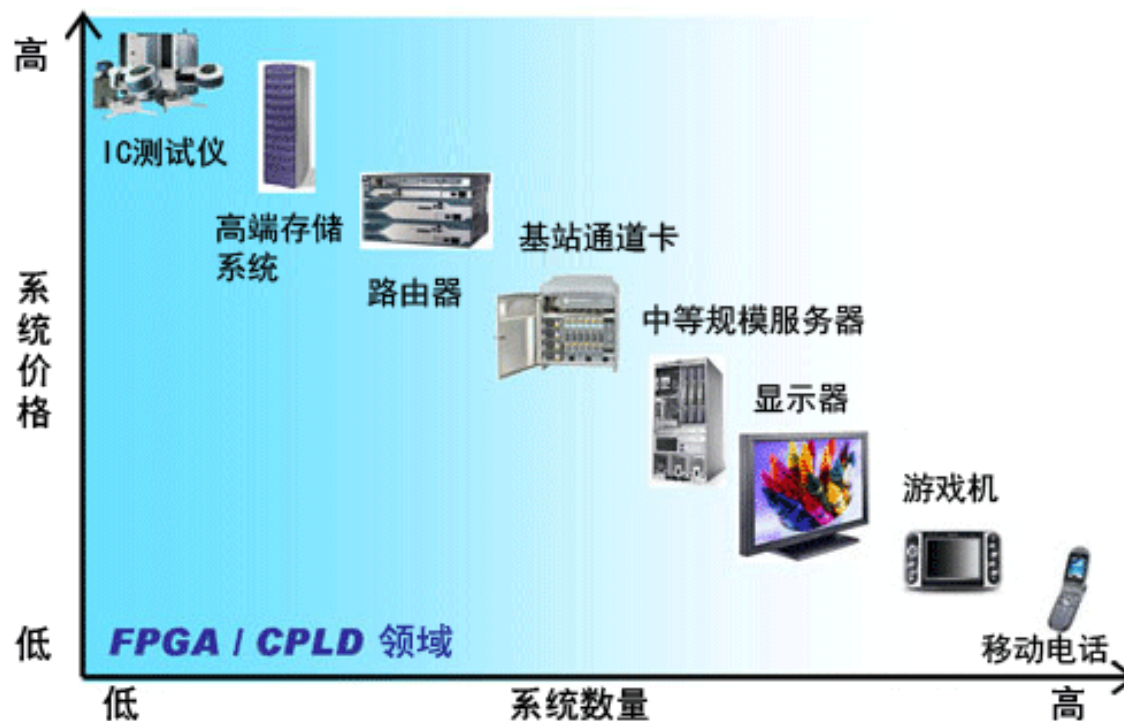 高
IC测试仪
高端存储
系统
路由器
基站通道卡
中等规模服务器
显示器
游戏机
移动电话
系统价格
低
FPGA / CPLD 领域
低
系统数量
高